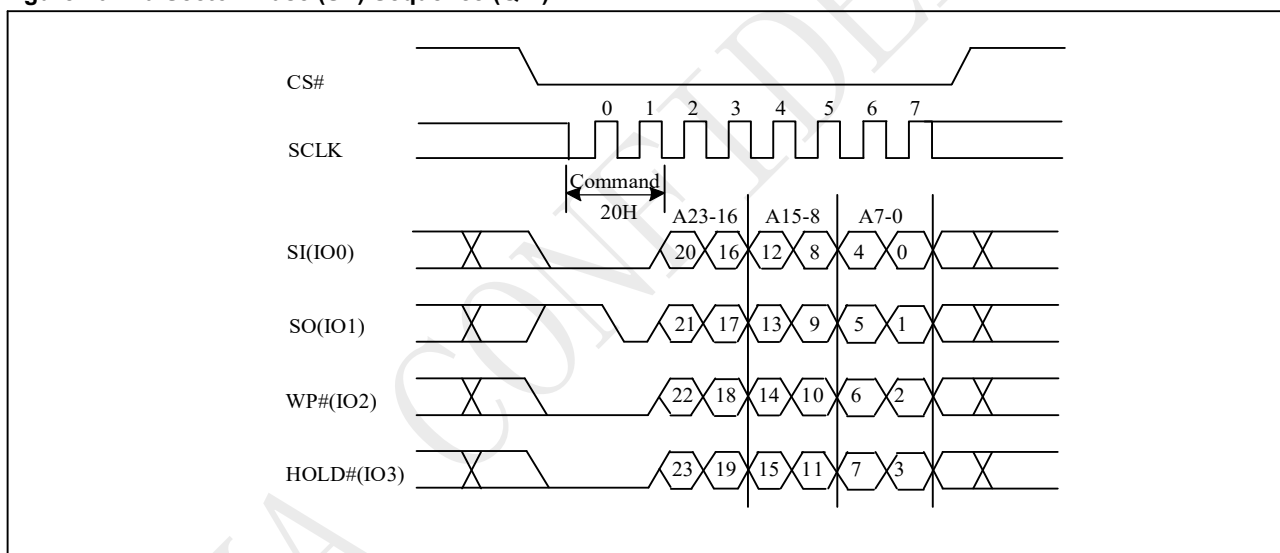 CS#
0 1 2 3 4 5 6 7
SCLK
Command
20H
A23-16 A15-8 A7-0
SI(IO0) 20 16 12 8 4 0
SO(IO1) 21 17 13 9 5 1
WP#(IO2) 22 18 14 10 6 2
HOLD#(IO3) 23 19 15 11 7 3